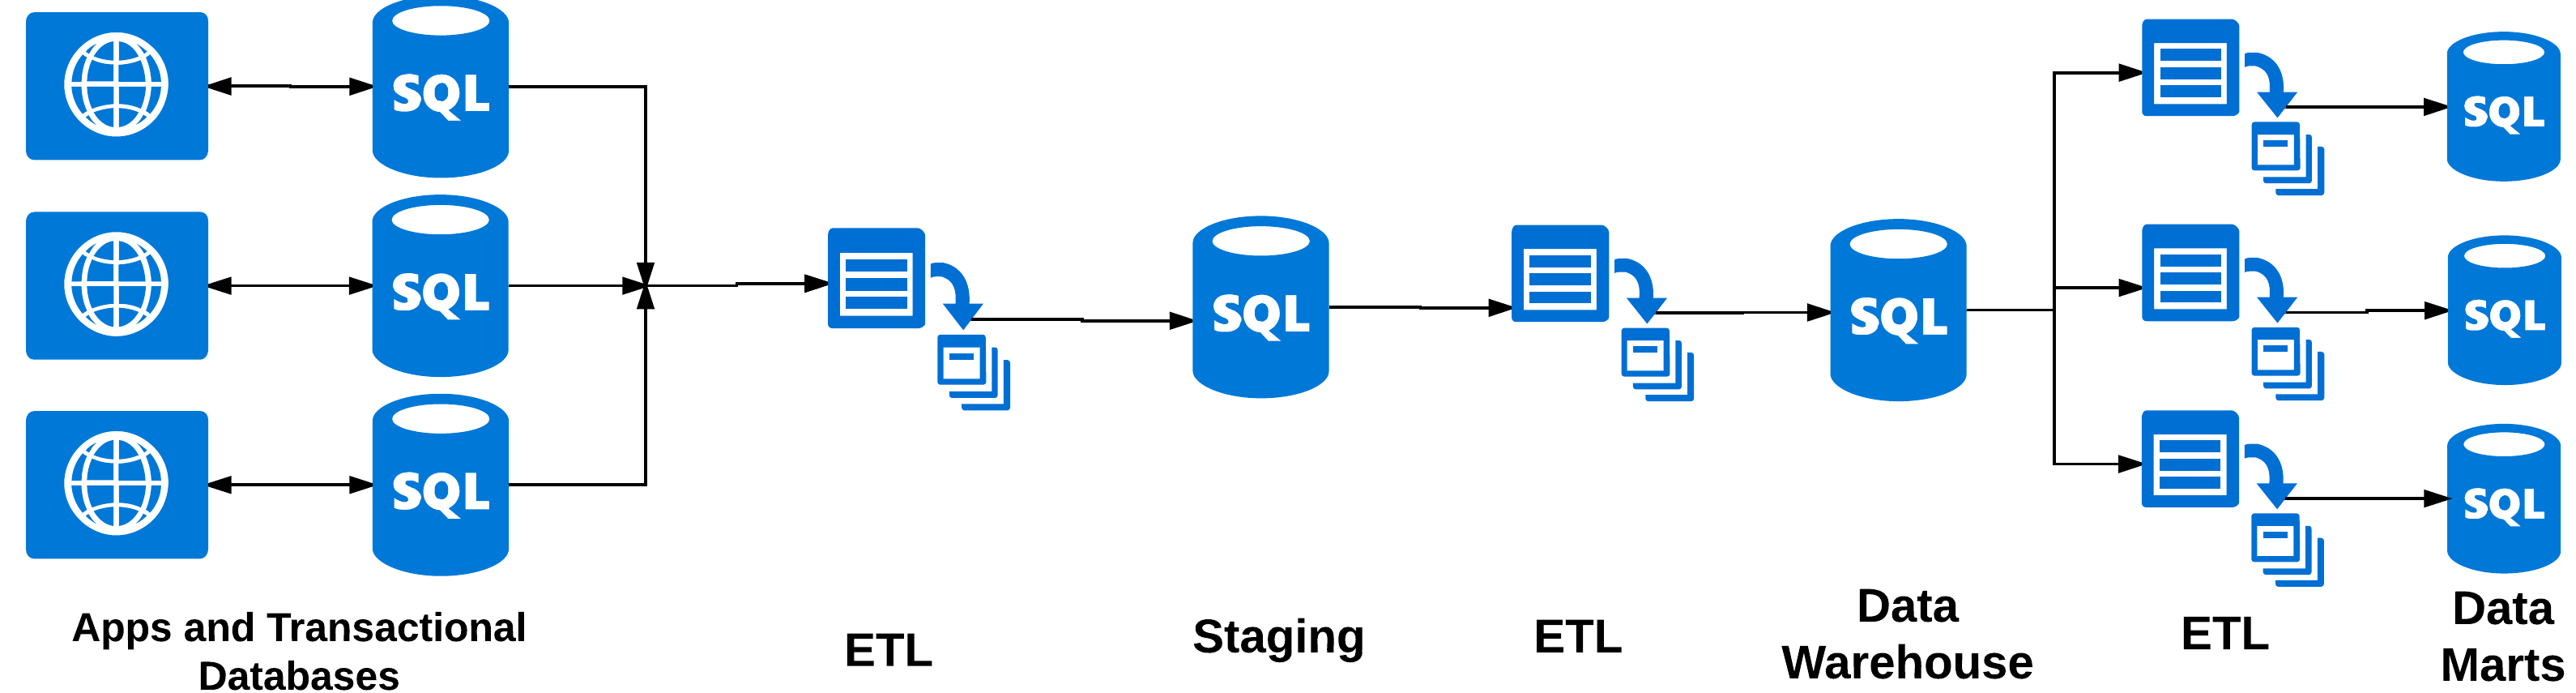 SQL
SQL
SQL
SQL
SQL
SQL
SQL
SQL
Apps and Transactional
Databases
ETL
Staging
ETL
Data
Warehouse
ETL
Data
Marts